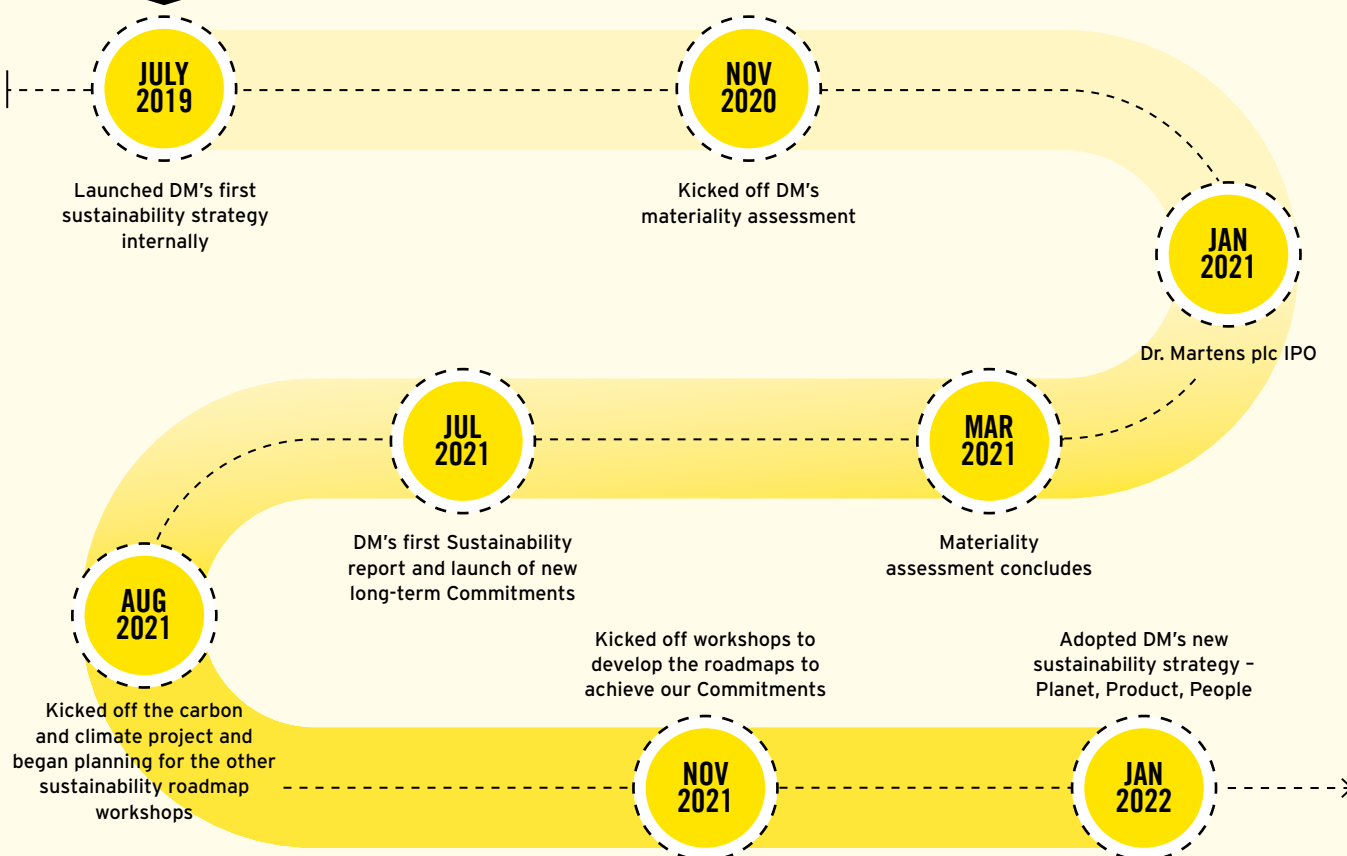 JULY
2019
Launched DM's first
sustainability strategy
internally
NOV
2020
Kicked off DM's
materiality assessment
JAN
2021
Dr. Martens plc IPO
MAR
2021
Materiality
assessment concludes
JUL
2021
DM's first Sustainability
report and launch of new
long-term Commitments
AUG
2021
Kicked off the carbon
and climate project and
began planning for the other
sustainability roadmap
workshops
Kicked off workshops to
develop the roadmaps to
achieve our Commitments
NOV
2021
Adopted DM's new
sustainability strategy –
Planet, Product, People
JAN
2022